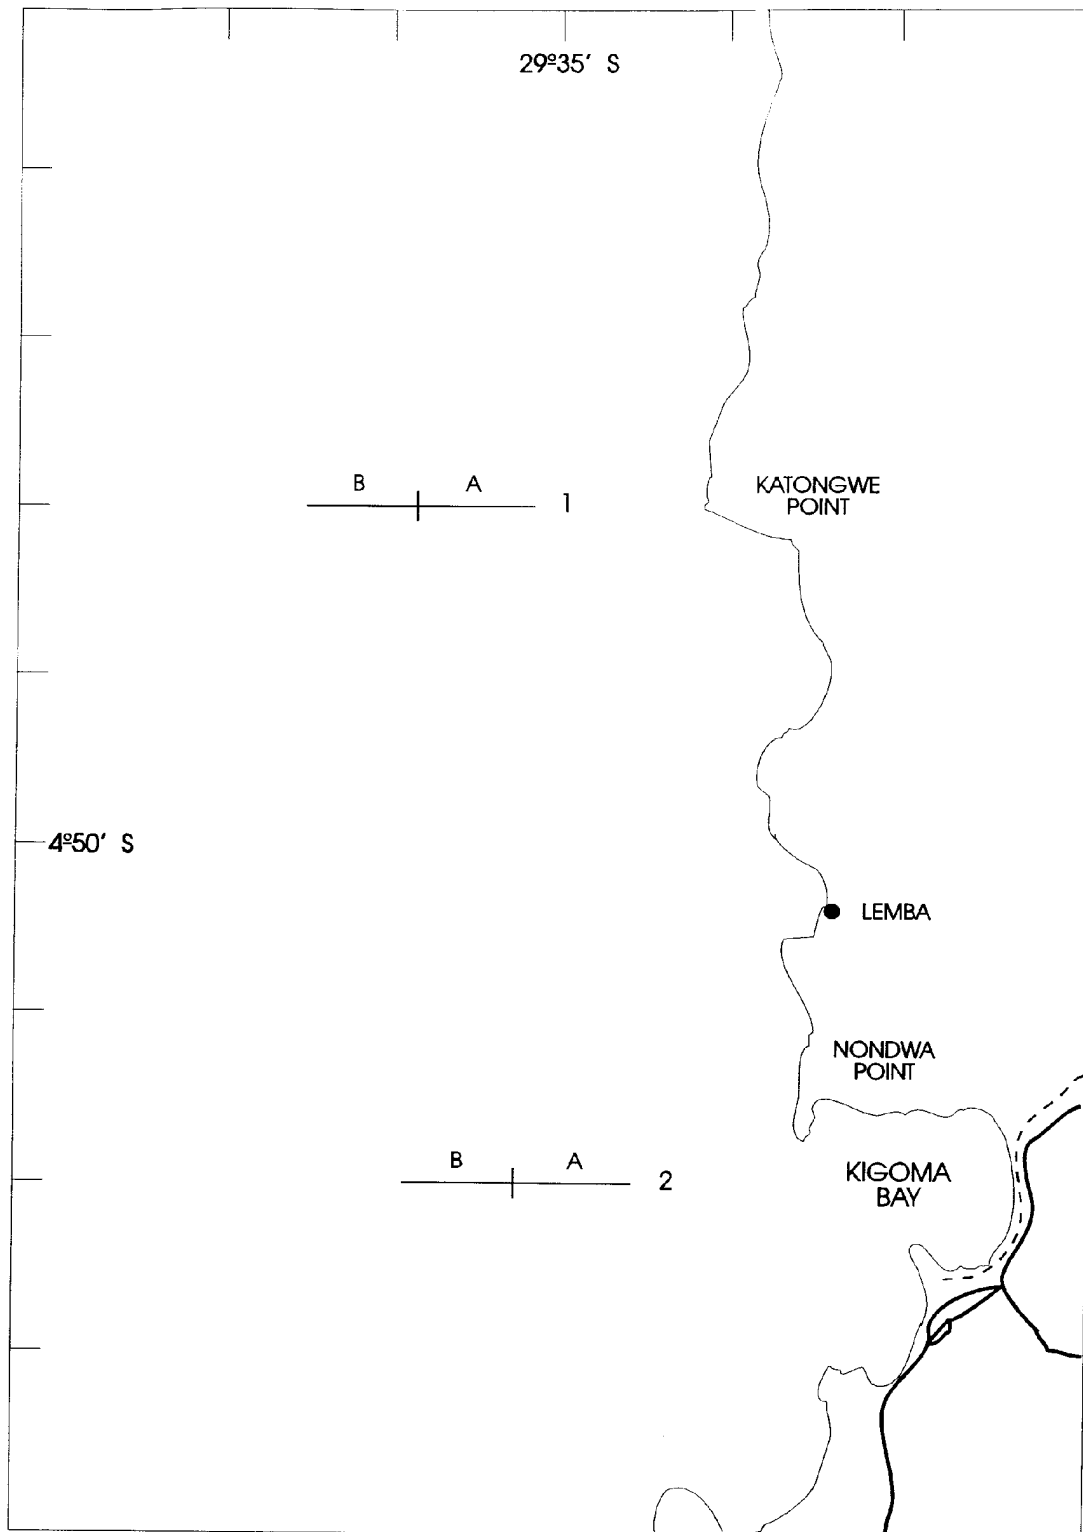 29º35' S
B A 1
KATONGWE
POINT
4º50' S
LEMBA
NONDWA
POINT
B A 2
KIGOMA
BAY